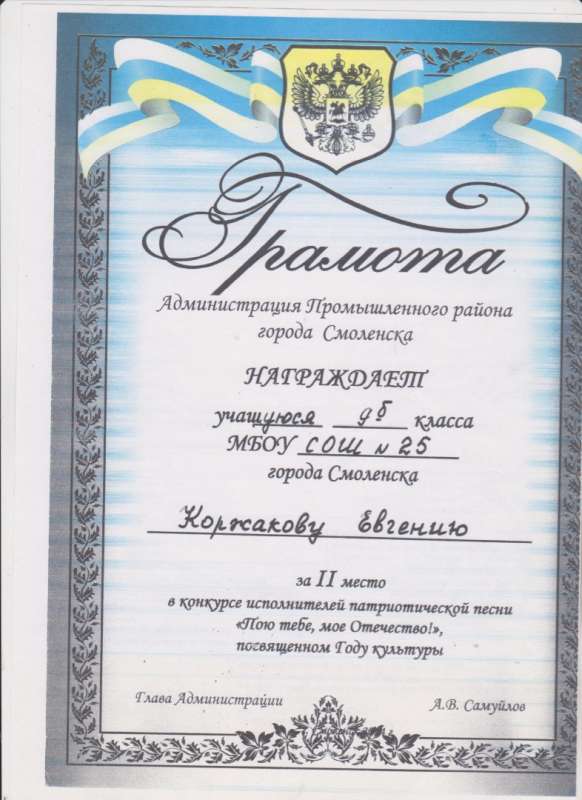 Грамота
Администрация Промышленного района
города Смоленска
НАГРАЖДАЕТ
учащуюся 9б класса
МБОУ СОШ № 25
города Смоленска
Коржакову Евгению
за II место
в конкурсе исполнителей патриотической песни
«Пою тебе, мое Отечество!»,
посвященном Году культуры
Глава Администрации А.В. Самуйлов